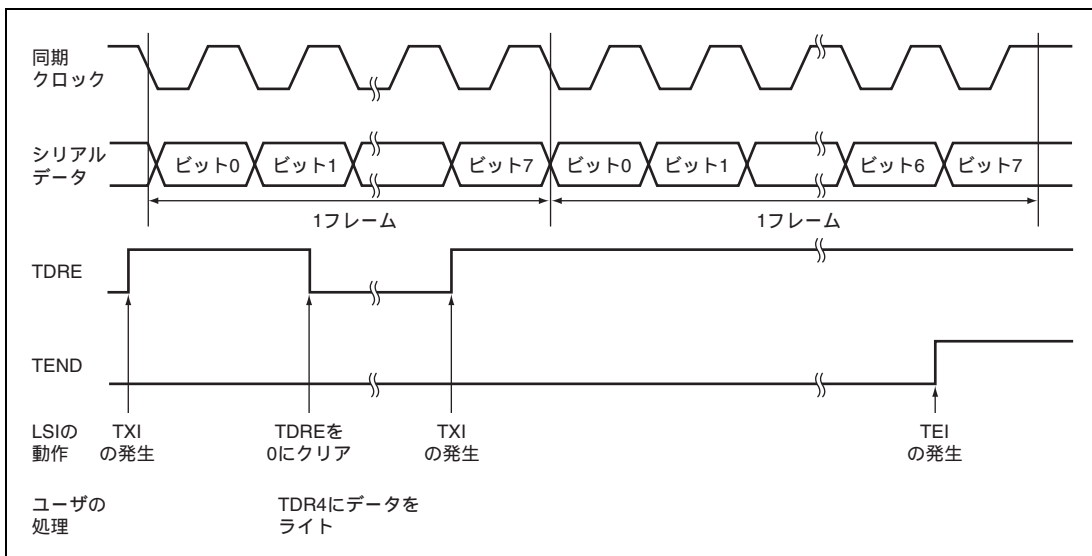 同期
クロック
シリアル
データ
ビット0 ビット1 ビット7 ビット0 ビット1 ビット6 ビット7
1フレーム 1フレーム
TDRE
TEND
LSIの
動作
TXI
の発生
TDREを
0にクリア
TXI
の発生
TEI
の発生
ユーザの
処理
TDR4にデータを
ライト